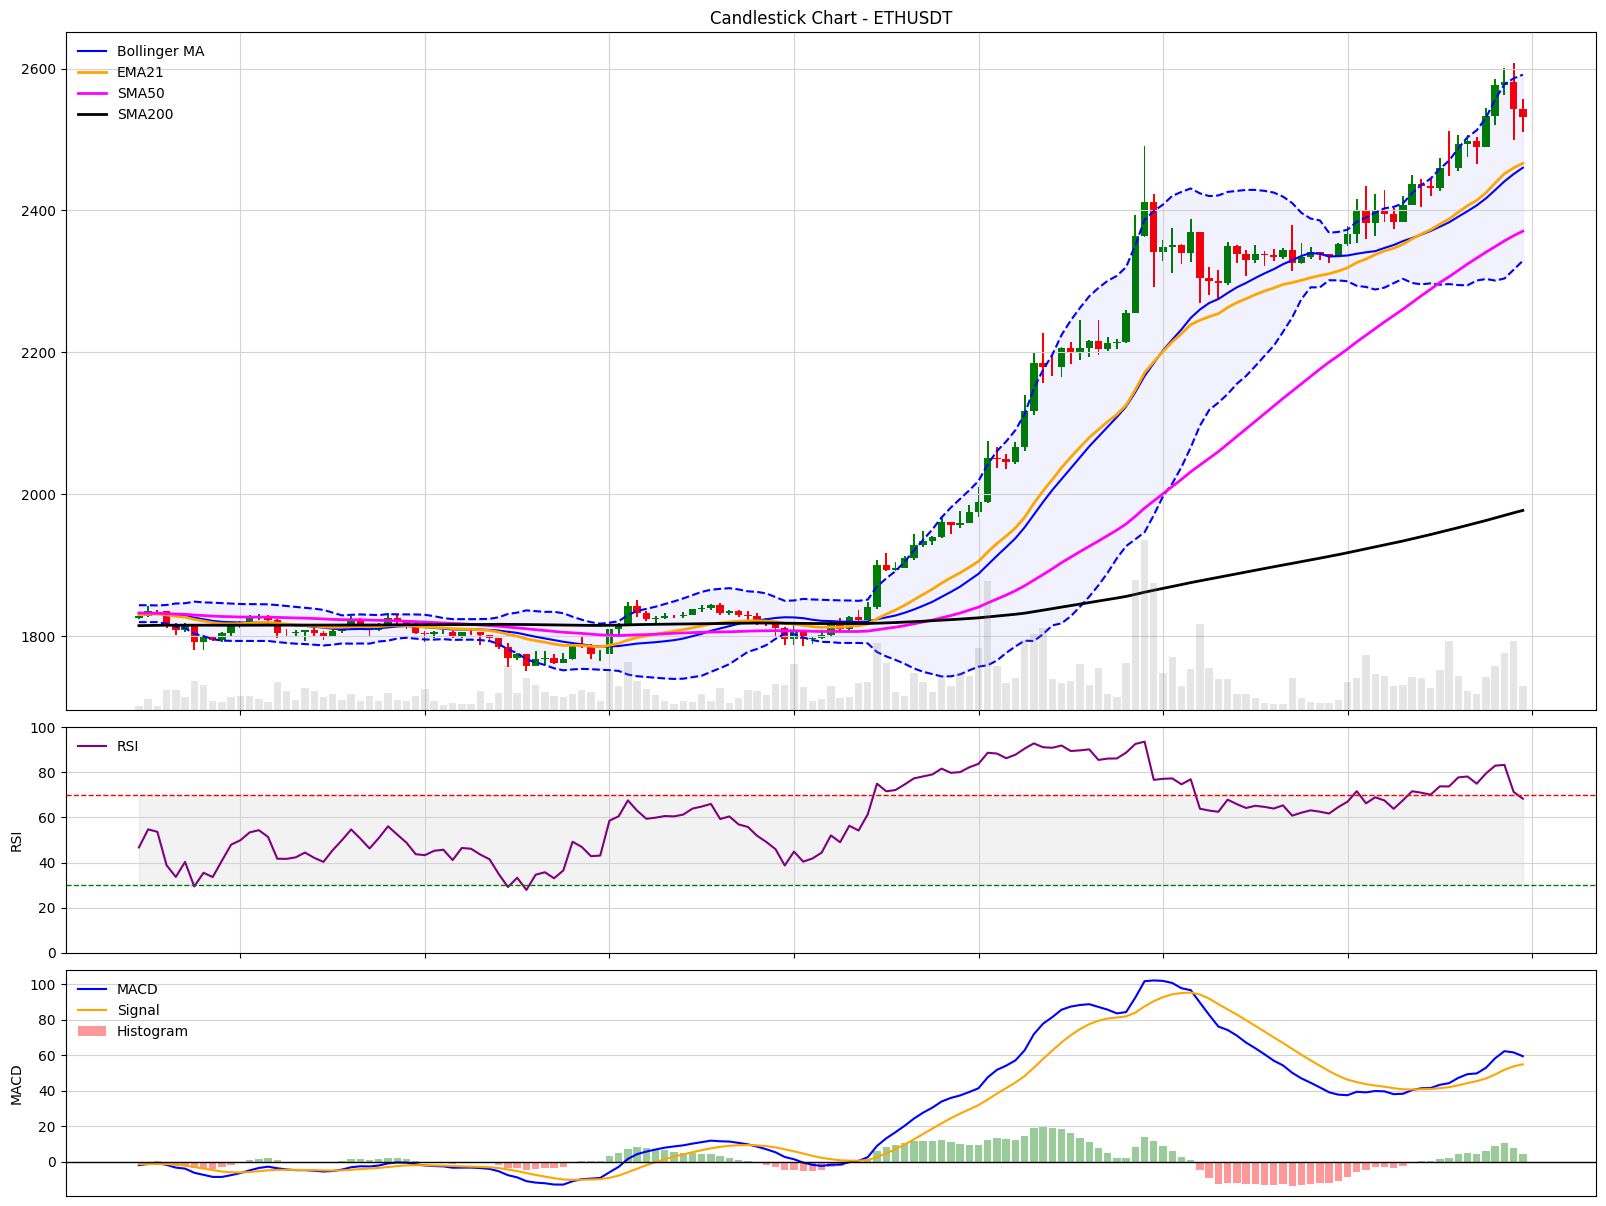 Candlestick Chart - ETHUSDT
Bollinger MA
EMA21
SMA50
SMA200
2600
2400
2200
2000
1800
RSI
RSI
100
80
60
40
20
0
MACD
Signal
Histogram
MACD
100
80
60
40
20
0